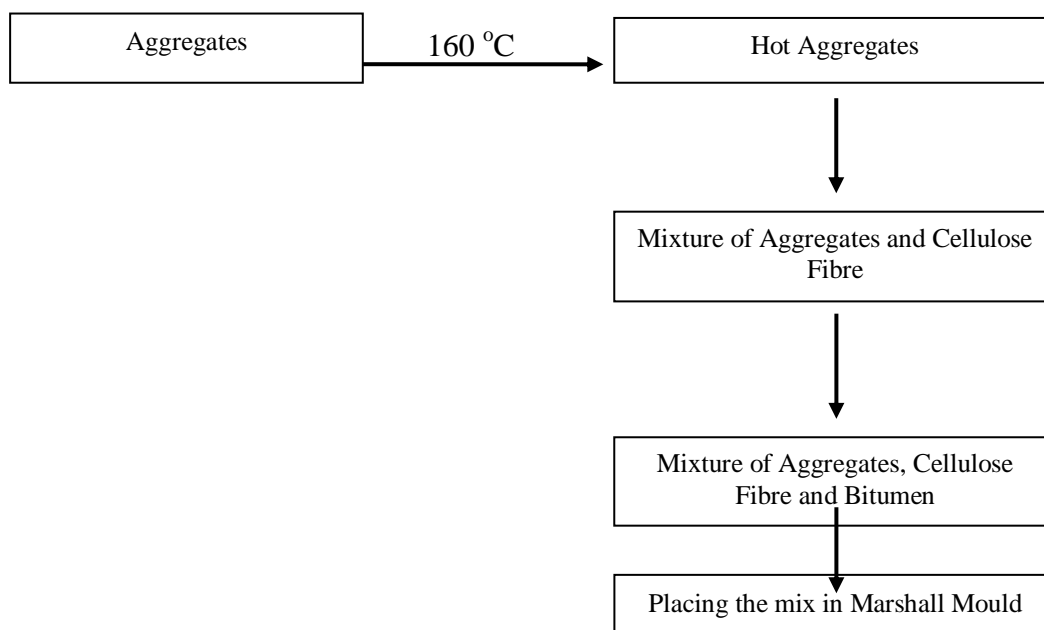 Aggregates
160 °C
Hot Aggregates
Mixture of Aggregates and Cellulose
Fibre
Mixture of Aggregates, Cellulose
Fibre and Bitumen
Placing the mix in Marshall Mould